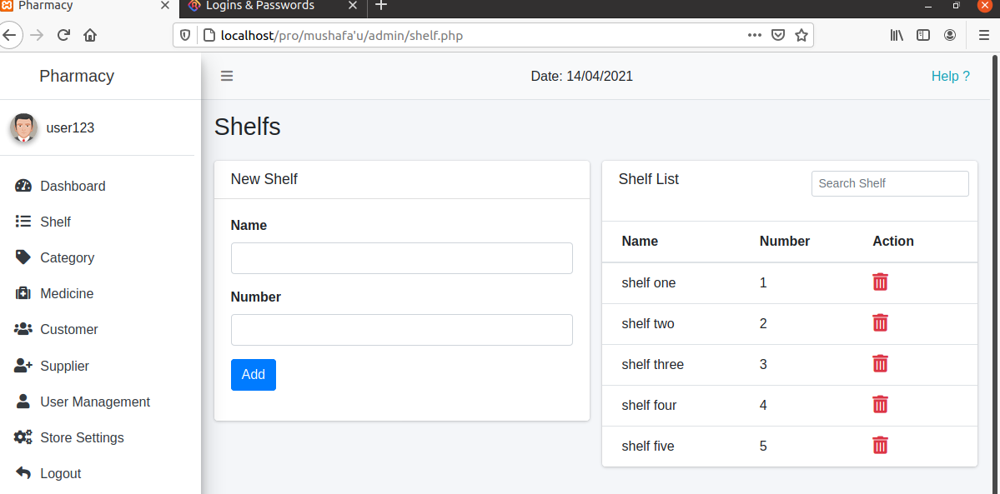 Pharmacy
Logins & Passwords
localhost/pro/mushafa'u/admin/shelf.php
Pharmacy
Date: 14/04/2021
Help ?
user123
Dashboard
Shelf
Category
Medicine
Customer
Supplier
User Management
Store Settings
Logout
Shelfs
New Shelf
Name
Number
Add
Shelf List
Search Shelf
Name Number Action
shelf one 1
shelf two 2
shelf three 3
shelf four 4
shelf five 5